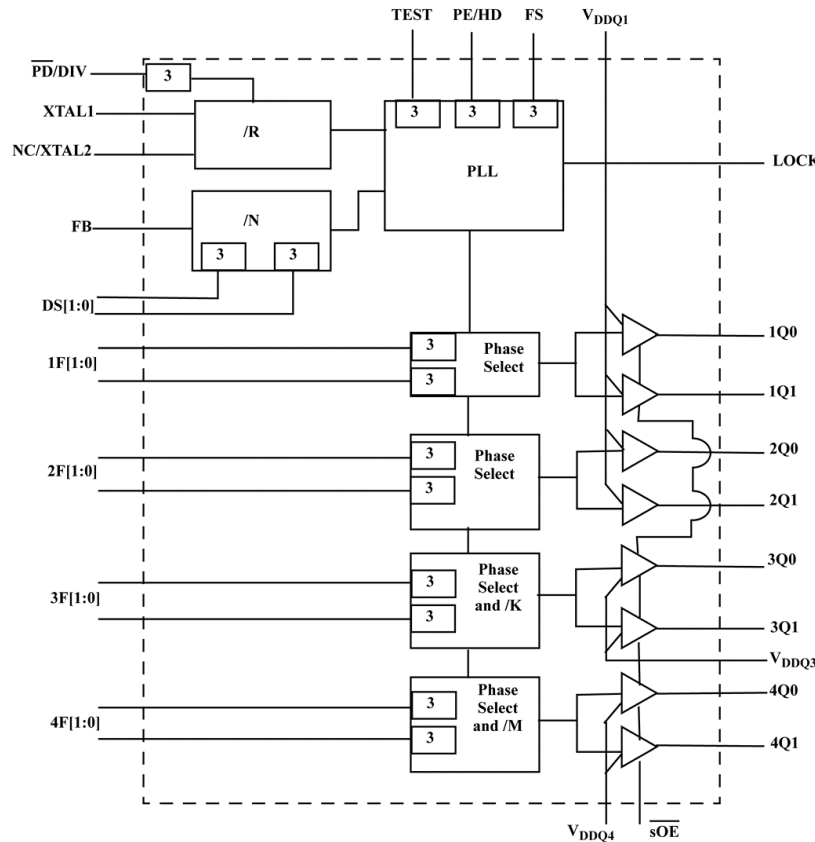 TEST PE/HD FS VDDQ1
PD/DIV
3
XTAL1
/R
3 3 3
NC/XTAL2
PLL
LOCK
FB
/N
3 3
DS[1:0]
1F[1:0]
3
3
Phase
Select
1Q0
1Q1
2F[1:0]
3
3
Phase
Select
2Q0
2Q1
3F[1:0]
3
3
Phase
Select
and /K
3Q0
3Q1
VDDQ3
4F[1:0]
3
3
Phase
Select
and /M
4Q0
4Q1
VDDQ4 sOE